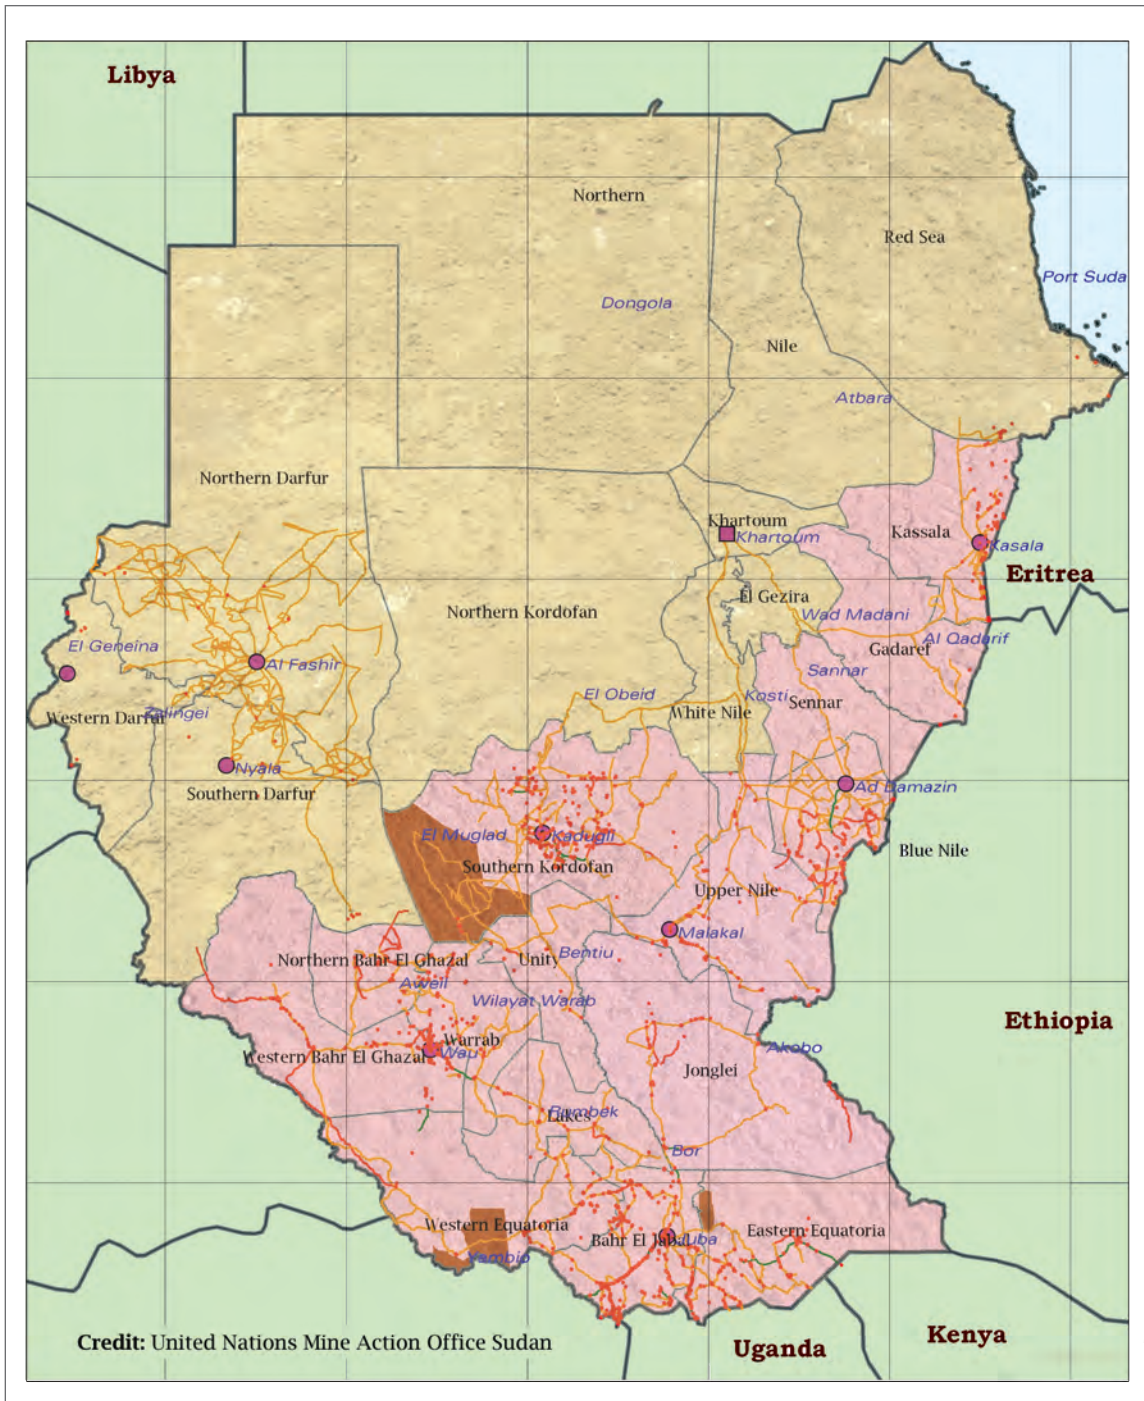 Libya
Northern
Red Sea
Port Suda
Dongola
Nile
Atbara
Northern Darfur
Khartoum
Khartoum
Kassala
Kasala
Eritrea
El Gezira
Northern Kordofan
Wad Madani
Al Qadarif
Gadaref
El Geneina
Al Fashir
Sannar
El Obeid
Kosti
Sennar
White Nile
Western Darfur
Zalingei
Nyala
Southern Darfur
Ad Damazin
El Muglad
Kadugli
Southern Kordofan
Blue Nile
Upper Nile
Malakal
Northern Bahr El Ghazal
Unity
Bentiu
Aweil
Wilayat Warab
Ethiopia
Warrab
Wau
Western Bahr El Ghazal
Akobo
Jonglei
Rumbek
Lakes
Bor
Western Equatoria
Eastern Equatoria
Bahr El Jabal
Juba
Yambio
Credit: United Nations Mine Action Office Sudan
Uganda
Kenya